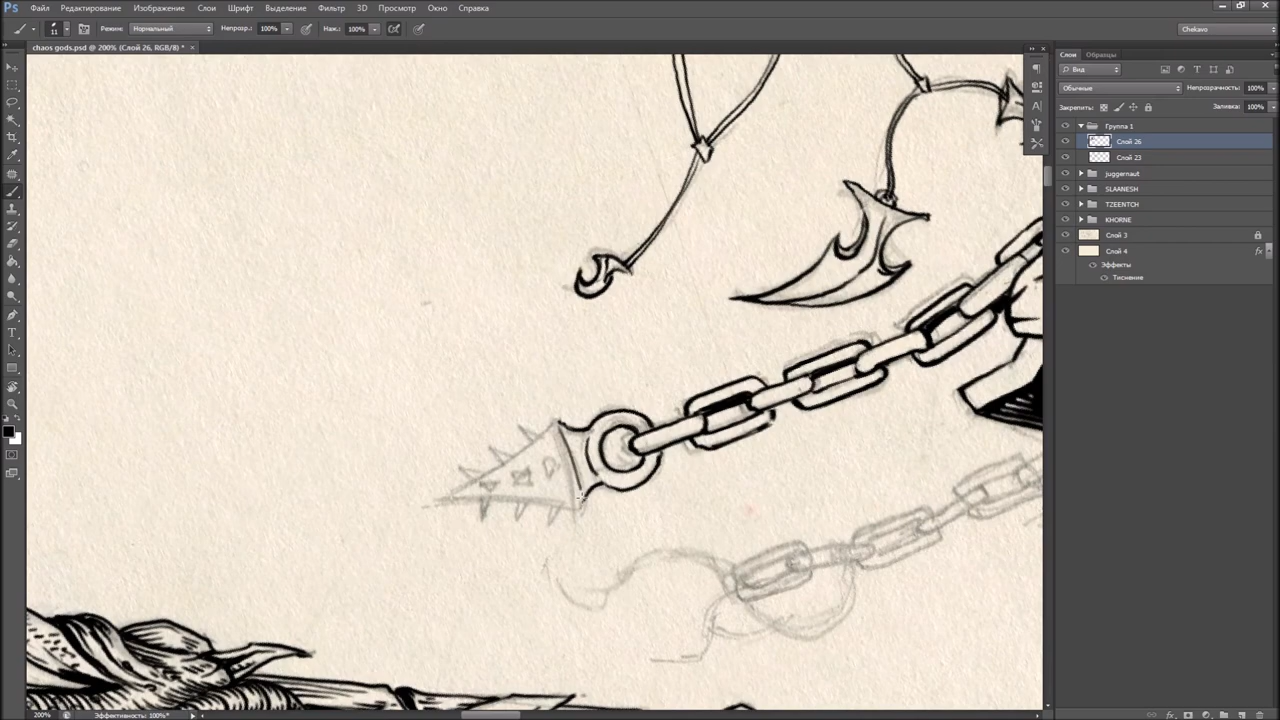 Ps Файл Редактирование Изображение Слои Шрифт Выделение Фильтр 3D Просмотр Окно Справка
11 Режим: Нормальный Непрозр.: 100% Наж.: 100% Chekavo
chaos gods.psd @ 200% (Слой 26, RGB/8) * ×
Слои Образцы
Вид
Обычные Непрозрачность: 100%
Закрепить: Заливка: 100%
Группа 1
Слой 26
Слой 23
juggernaut
SLAANESH
TZEENTCH
KHORNE
Слой 3
Слой 4 fx
Эффекты
Тиснение
200% Эффективность: 100%*